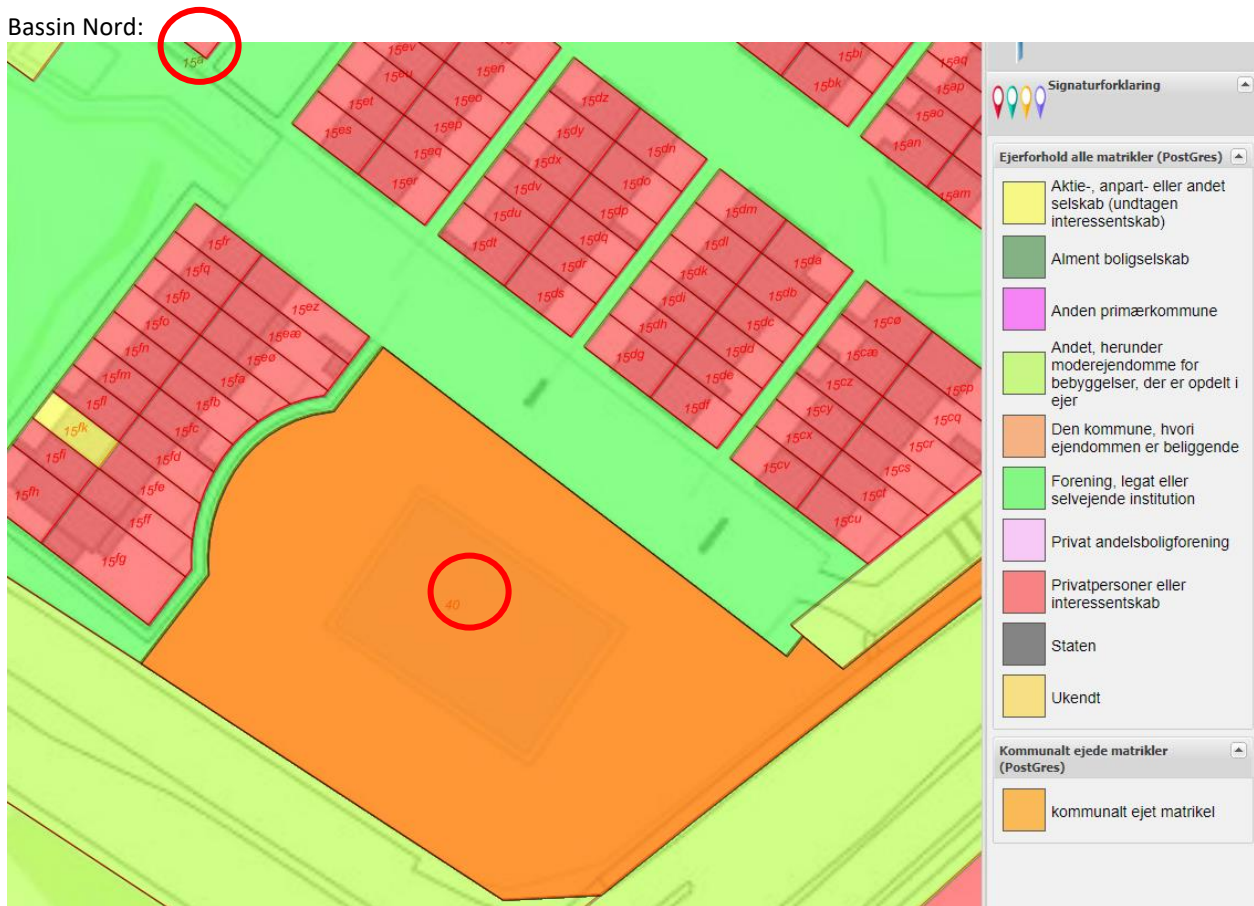 Bassin Nord:
15a
15ev
15en
15bi
15aq
15eu
15dz
15bk
15ap
15et
15eo
15ao
15es
15ep
15dy
15dn
15an
15eq
15dx
15er
15do
15am
15dv
15dp
15dm
15du
15dq
15dl
15da
15fr
15dt
15dr
15dk
15fq
15ds
15di
15db
15fp
15ez
15dh
15dc
15cø
15fo
15eæ
15dg
15dd
15cæ
15fn
15eø
15de
15cz
15cp
15fm
15fa
15df
15cy
15cq
15fl
15fb
15cx
15cr
15fk
15fc
15cv
15cs
15fi
15fd
15ct
15fh
15fe
15cu
15ff
15fg
40
Signaturforklaring
Ejerforhold alle matrikler (PostGres)
Aktie-, anpart- eller andet
selskab (undtagen
interessentskab)
Alment boligselskab
Anden primærkommune
Andet, herunder
moderejendomme for
bebyggelser, der er opdelt i
ejer
Den kommune, hvori
ejendommen er beliggende
Forening, legat eller
selvejende institution
Privat andelsboligforening
Privatpersoner eller
interessentskab
Staten
Ukendt
Kommunalt ejede matrikler
(PostGres)
kommunalt ejet matrikel